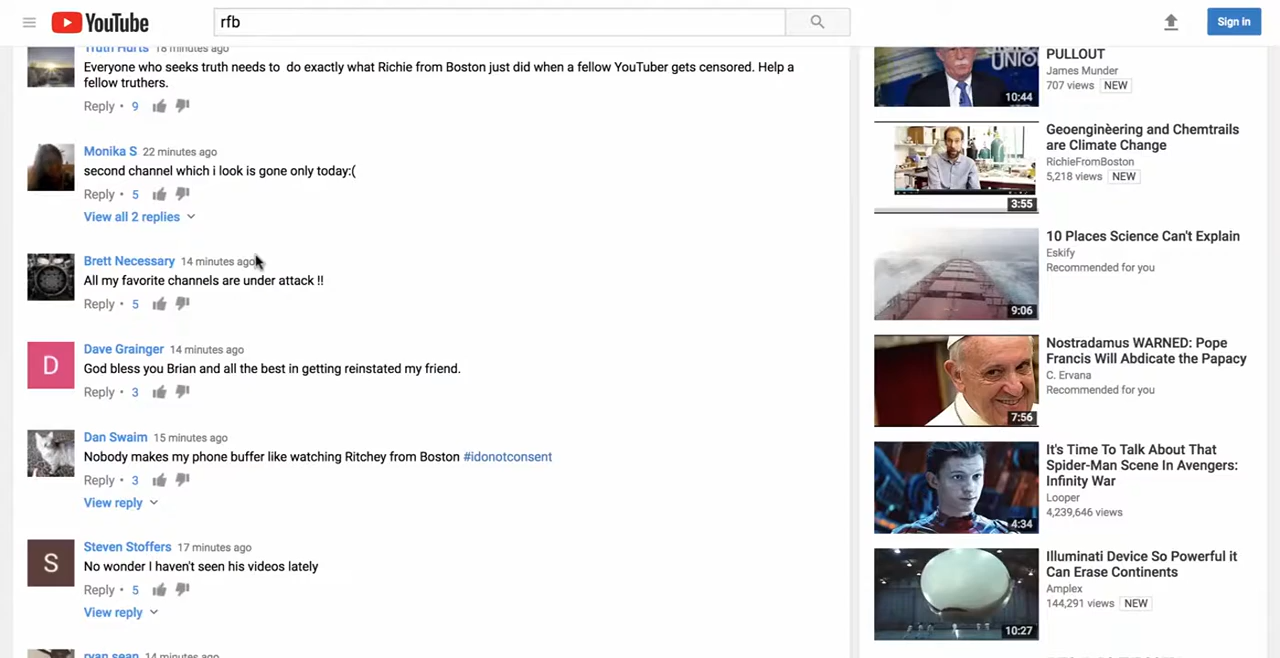 YouTube
rfb
Sign in
Truth Hurts 18 minutes ago
Everyone who seeks truth needs to do exactly what Richie from Boston just did when a fellow YouTuber gets censored. Help a
fellow truthers.
Reply • 9
Monika S 22 minutes ago
second channel which i look is gone only today:(
Reply • 5
View all 2 replies
Brett Necessary 14 minutes ago
All my favorite channels are under attack !!
Reply • 5
D
Dave Grainger 14 minutes ago
God bless you Brian and all the best in getting reinstated my friend.
Reply • 3
Dan Swaim 15 minutes ago
Nobody makes my phone buffer like watching Ritchey from Boston #idonotconsent
Reply • 3
View reply
S
Steven Stoffers 17 minutes ago
No wonder I haven't seen his videos lately
Reply • 5
View reply
ryan sean 14 minutes ago
UNION
10:44
PULLOUT
James Munder
707 views NEW
3:55
Geoengineèring and Chemtrails
are Climate Change
RichieFromBoston
5,218 views NEW
9:06
10 Places Science Can't Explain
Eskify
Recommended for you
7:56
Nostradamus WARNED: Pope
Francis Will Abdicate the Papacy
C. Ervana
Recommended for you
4:34
It's Time To Talk About That
Spider-Man Scene In Avengers:
Infinity War
Looper
4,239,646 views
10:27
Illuminati Device So Powerful it
Can Erase Continents
Amplex
144,291 views NEW